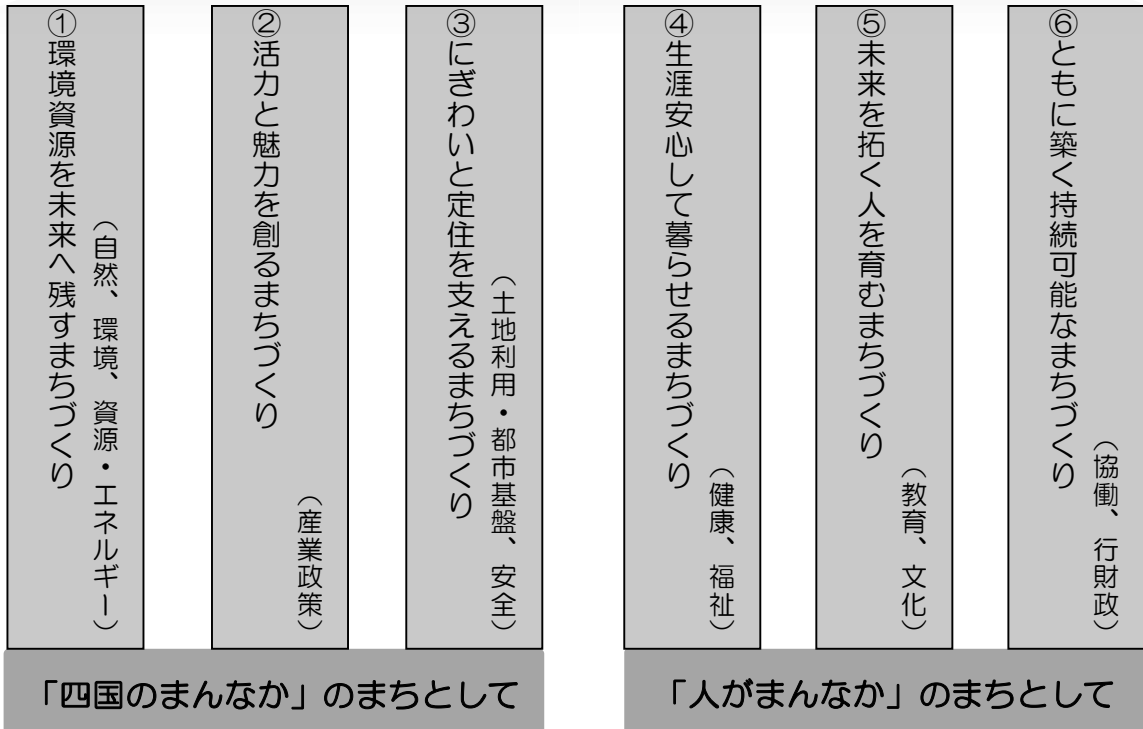 ①環境資源を未来へ残すまちづくり
（自然、環境、資源・エネルギー）
②活力と魅力を創るまちづくり
（産業政策）
③にぎわいと定住を支えるまちづくり
（土地利用・都市基盤、安全）
④生涯安心して暮らせるまちづくり
（健康、福祉）
⑤未来を拓く人を育むまちづくり
（教育、文化）
⑥ともに築く持続可能なまちづくり
（協働、行財政）
「四国のまんなか」のまちとして
「人がまんなか」のまちとして